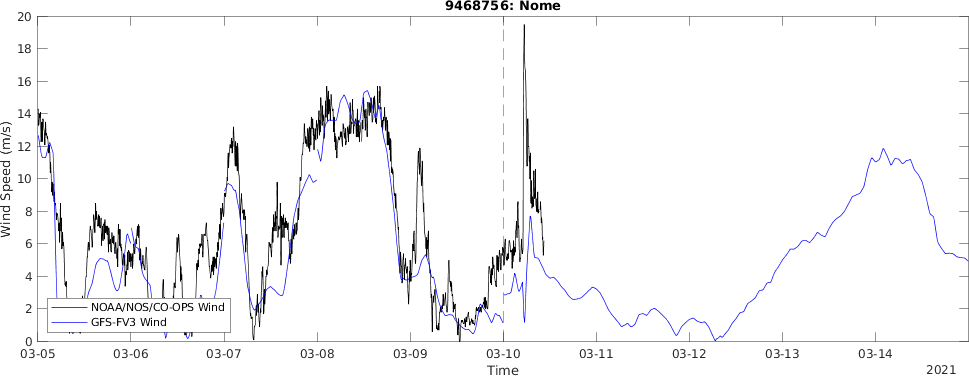 9468756: Nome
20
18
16
14
12
10
8
6
4
2
0
Wind Speed (m/s)
NOAA/NOS/CO-OPS Wind
GFS-FV3 Wind
03-05 03-06 03-07 03-08 03-09 03-10 03-11 03-12 03-13 03-14
Time
2021